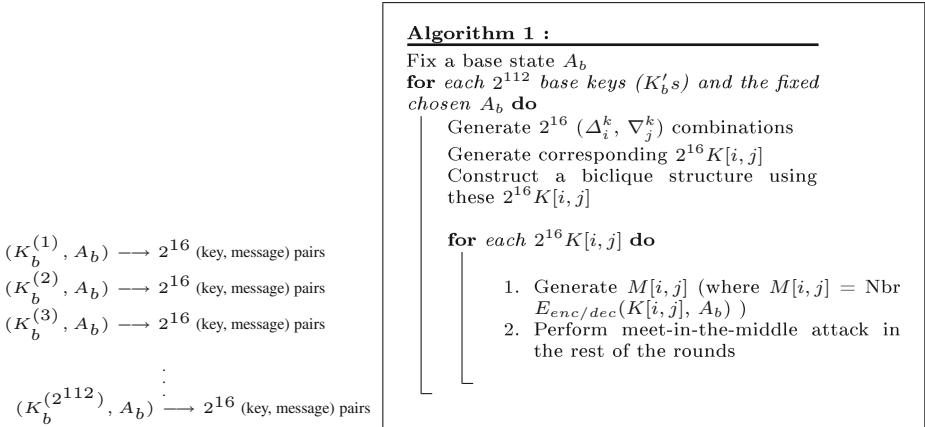 (K_b^(1), A_b) ⟶ 2^16 (key, message) pairs
(K_b^(2), A_b) ⟶ 2^16 (key, message) pairs
(K_b^(3), A_b) ⟶ 2^16 (key, message) pairs
⋮
(K_b^(2^112), A_b) ⟶ 2^16 (key, message) pairs
Algorithm 1 :
Fix a base state A_b
for each 2^112 base keys (K′_b s) and the fixed
chosen A_b do
Generate 2^16 (Δ_i^k, ∇_j^k) combinations
Generate corresponding 2^16 K[i, j]
Construct a biclique structure using
these 2^16 K[i, j]
for each 2^16 K[i, j] do
1. Generate M[i, j] (where M[i, j] = Nbr
E_enc/dec(K[i, j], A_b) )
2. Perform meet-in-the-middle attack in
the rest of the rounds